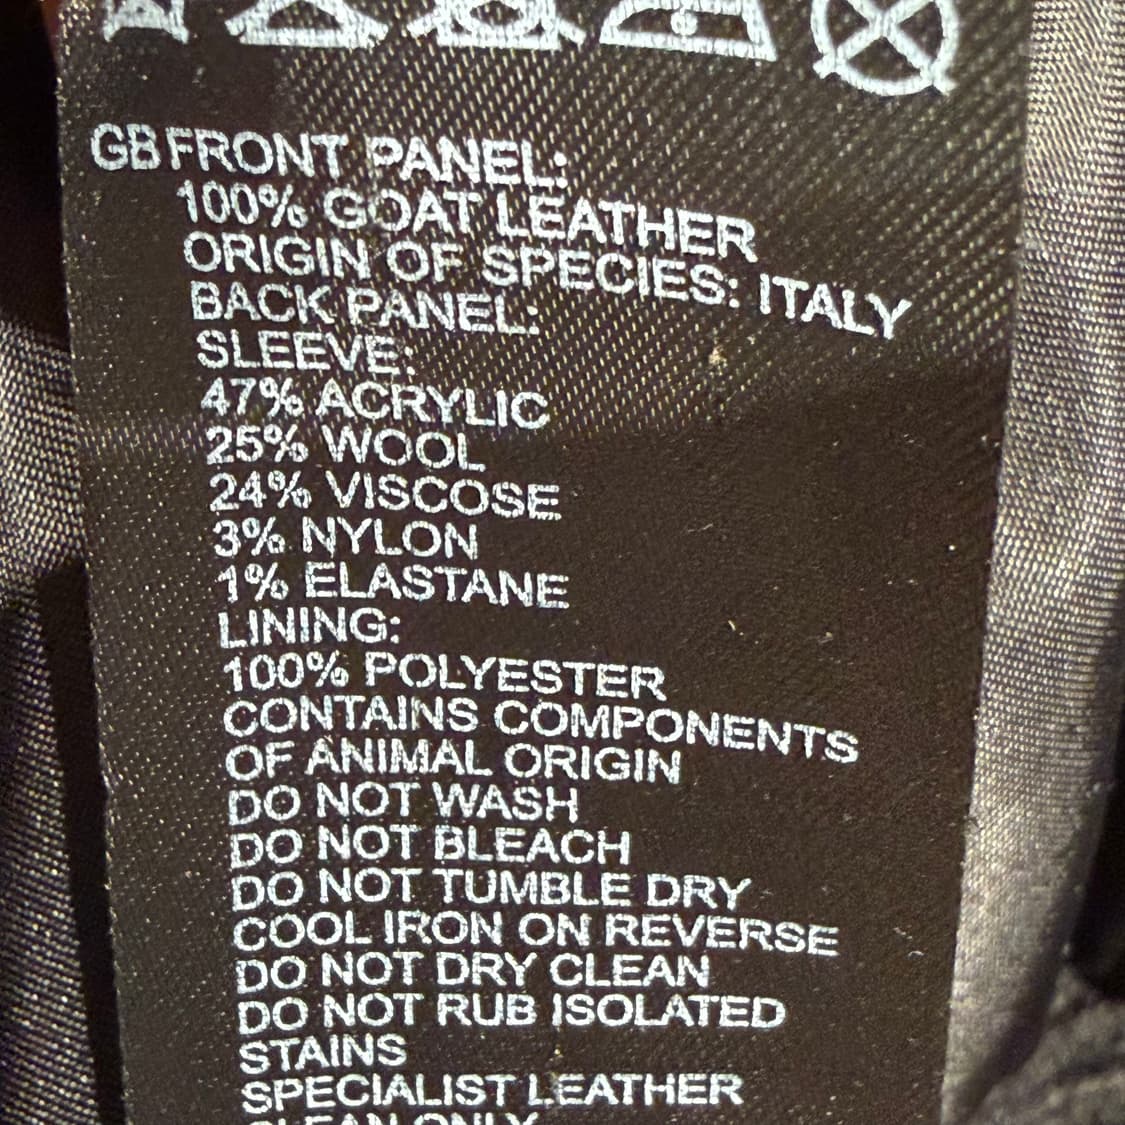 GB FRONT PANEL:
100% GOAT LEATHER
ORIGIN OF SPECIES: ITALY
BACK PANEL:
SLEEVE:
47% ACRYLIC
25% WOOL
24% VISCOSE
3% NYLON
1% ELASTANE
LINING:
100% POLYESTER
CONTAINS COMPONENTS
OF ANIMAL ORIGIN
DO NOT WASH
DO NOT BLEACH
DO NOT TUMBLE DRY
COOL IRON ON REVERSE
DO NOT DRY CLEAN
DO NOT RUB ISOLATED
STAINS
SPECIALIST LEATHER
CLEAN ONLY